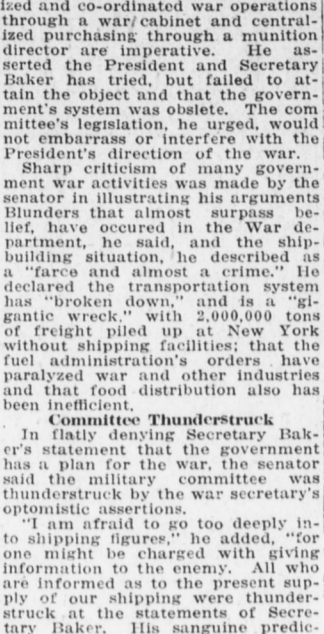 ized and co-ordinated war operations
through a war cabinet and central-
ized purchasing through a munition
director are imperative. He as-
serted the President and Secretary
Baker has tried, but failed to at-
tain the object and that the govern-
ment's system was obslete. The com
mittee's legislation, he urged, would
not embarrass or interfere with the
President's direction of the war.
Sharp criticism of many govern-
ment war activities was made by the
senator in illustrating his arguments
Blunders that almost surpass be-
lief, have occured in the War de-
partment, he said, and the ship-
building situation, he described as
a "farce and almost a crime." He
declared the transportation system
has "broken down," and is a "gi-
gantic wreck," with 2,000,000 tons
of freight piled up at New York
without shipping facilities; that the
fuel administration's orders have
paralyzed war and other industries
and that food distribution also has
been inefficient.
Committee Thunderstruck
In flatly denying Secretary Bak-
er's statement that the government
has a plan for the war, the senator
said the military committee was
thunderstruck by the war secretary's
optomistic assertions.
"I am afraid to go too deeply in-
to shipping figures," he added, "for
one might be charged with giving
information to the enemy. All who
are informed as to the present sup-
ply of our shipping were thunder-
struck at the statements of Secre-
tary Baker. His sanguine predic-